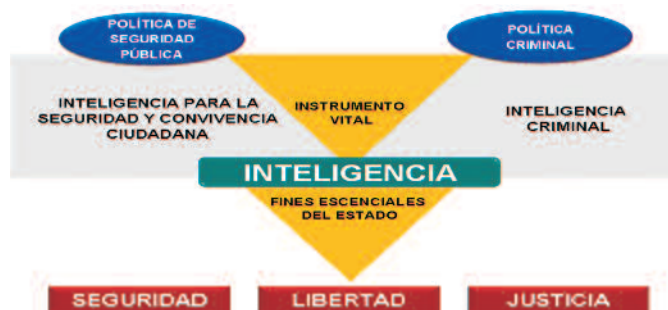 POLÍTICA DE
SEGURIDAD
PÚBLICA
POLÍTICA
CRIMINAL
INTELIGENCIA PARA LA
SEGURIDAD Y CONVIVENCIA
CIUDADANA
INSTRUMENTO
VITAL
INTELIGENCIA
CRIMINAL
INTELIGENCIA
FINES ESCENCIALES
DEL ESTADO
SEGURIDAD
LIBERTAD
JUSTICIA